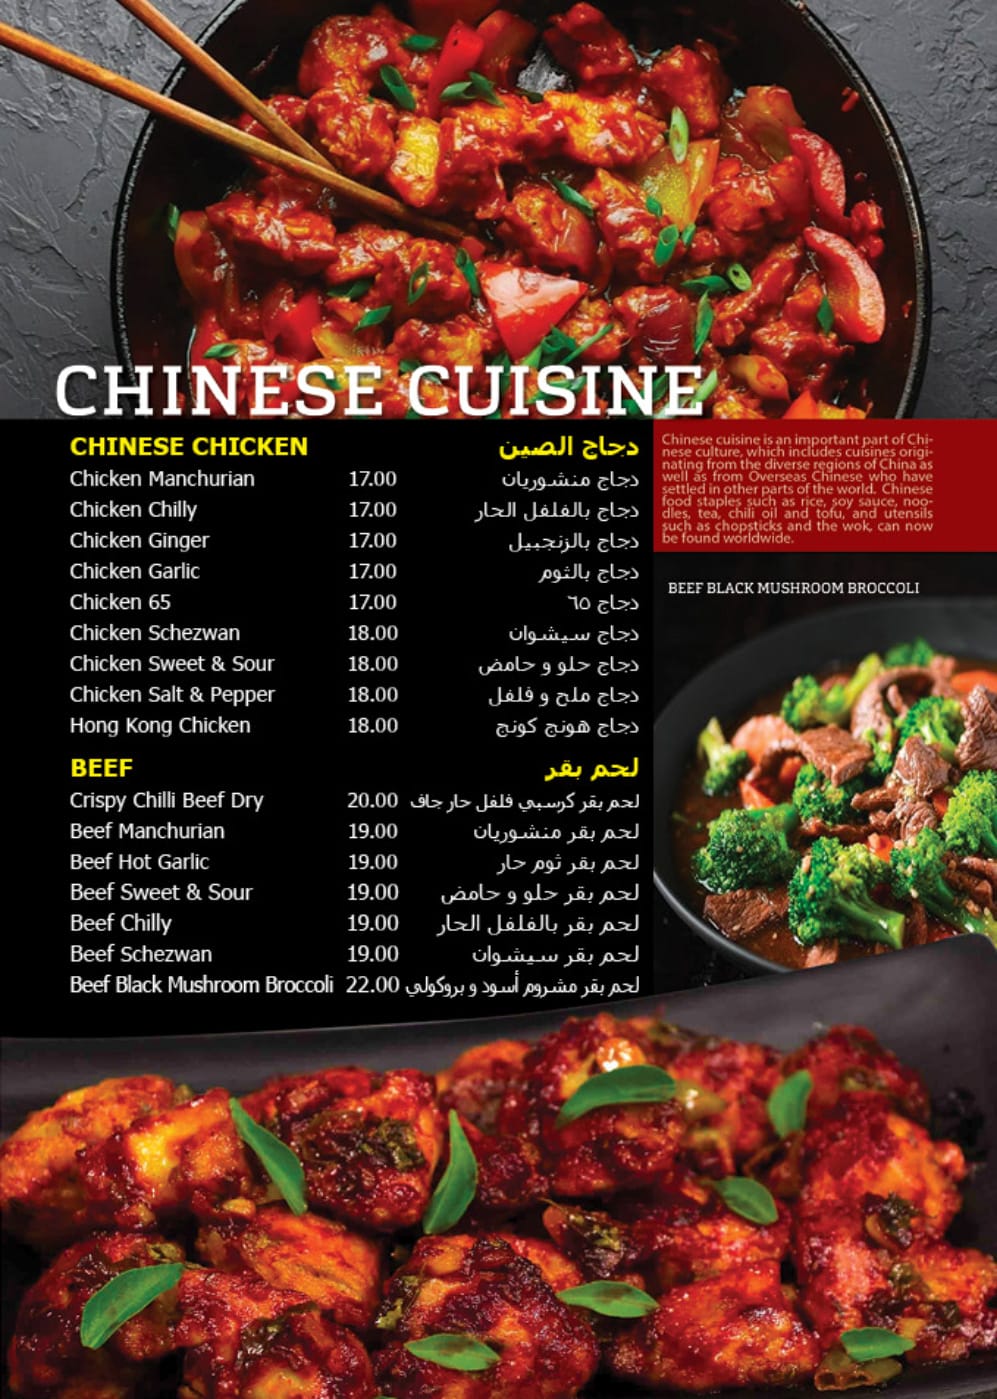 CHINESE CUISINE
CHINESE CHICKEN دجاج الصين
Chicken Manchurian 17.00 دجاج منشوريان
Chicken Chilly 17.00 دجاج بالفلفل الحار
Chicken Ginger 17.00 دجاج بالزنجبيل
Chicken Garlic 17.00 دجاج بالثوم
Chicken 65 17.00 دجاج ٦٥
Chicken Schezwan 18.00 دجاج سيشوان
Chicken Sweet & Sour 18.00 دجاج حلو و حامض
Chicken Salt & Pepper 18.00 دجاج ملح و فلفل
Hong Kong Chicken 18.00 دجاج هونج كونج
BEEF لحم بقر
Crispy Chilli Beef Dry 20.00 لحم بقر كرسبي فلفل حار جاف
Beef Manchurian 19.00 لحم بقر منشوريان
Beef Hot Garlic 19.00 لحم بقر ثوم حار
Beef Sweet & Sour 19.00 لحم بقر حلو و حامض
Beef Chilly 19.00 لحم بقر بالفلفل الحار
Beef Schezwan 19.00 لحم بقر سيشوان
Beef Black Mushroom Broccoli 22.00 لحم بقر مشروم أسود و بروكولي
Chinese cuisine is an important part of Chi-
nese culture, which includes cuisines origi-
nating from the diverse regions of China as
well as from Overseas Chinese who have
settled in other parts of the world. Chinese
food staples such as rice, soy sauce, noo-
dles, tea, chili oil and tofu, and utensils
such as chopsticks and the wok, can now
be found worldwide.
BEEF BLACK MUSHROOM BROCCOLI